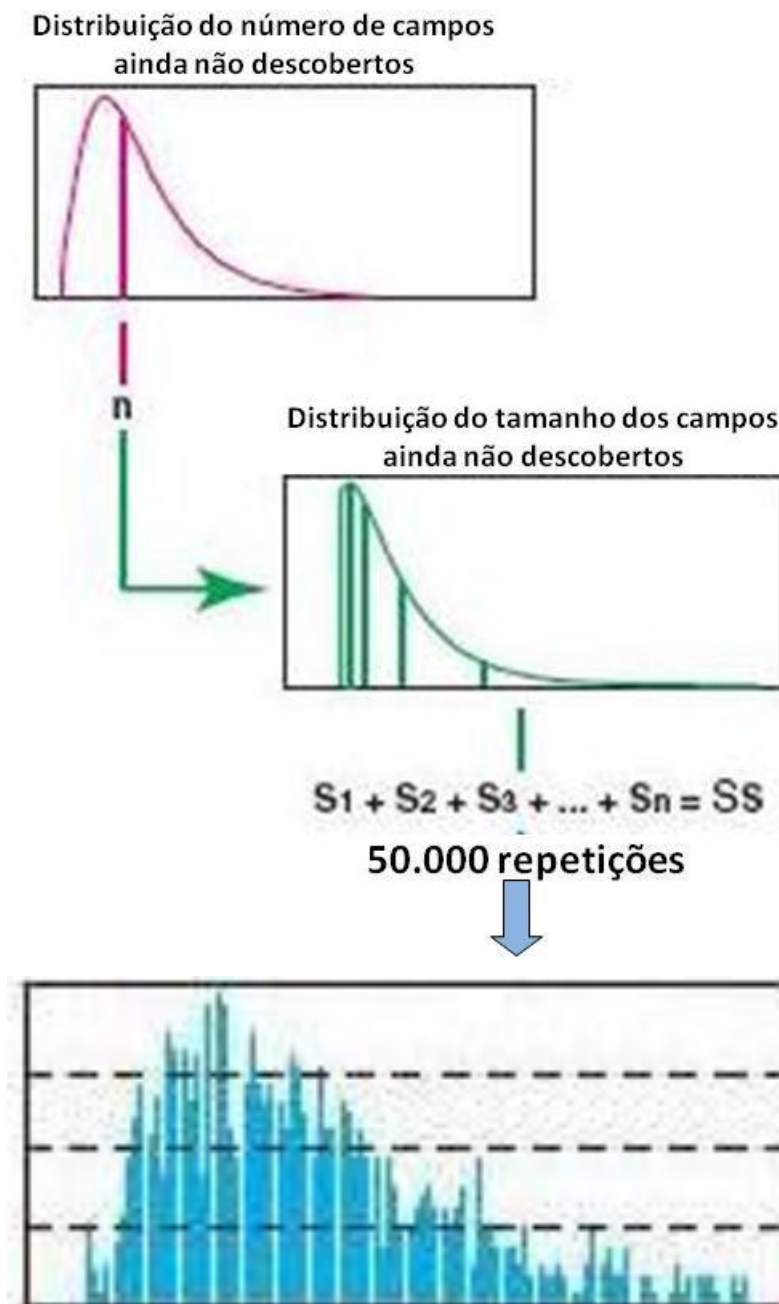 Distribuição do número de campos
ainda não descobertos
n
Distribuição do tamanho dos campos
ainda não descobertos
S1 + S2 + S3 + ... + Sn = SS
50.000 repetições